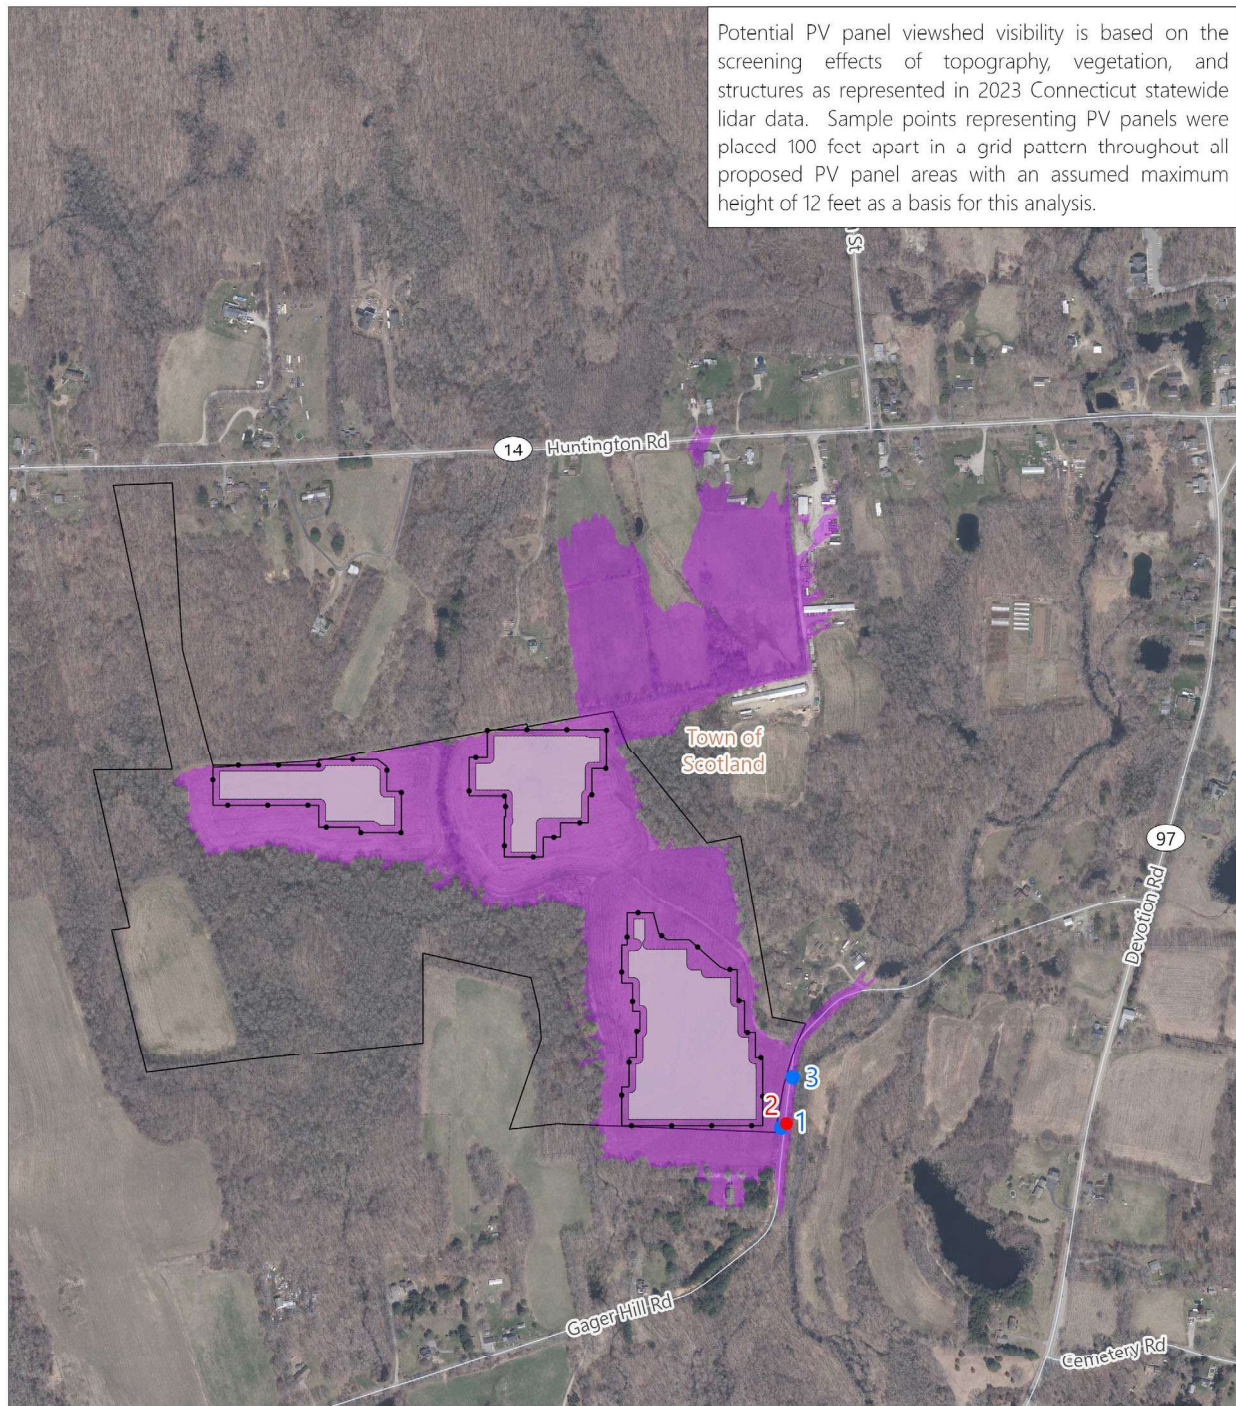 Potential PV panel viewshed visibility is based on the
screening effects of topography, vegetation, and
structures as represented in 2023 Connecticut statewide
lidar data. Sample points representing PV panels were
placed 100 feet apart in a grid pattern throughout all
proposed PV panel areas with an assumed maximum
height of 12 feet as a basis for this analysis.
St
14 Huntington Rd
Town of
Scotland
97
Devotion Rd
3
2
1
Gager Hill Rd
Cemetery Rd